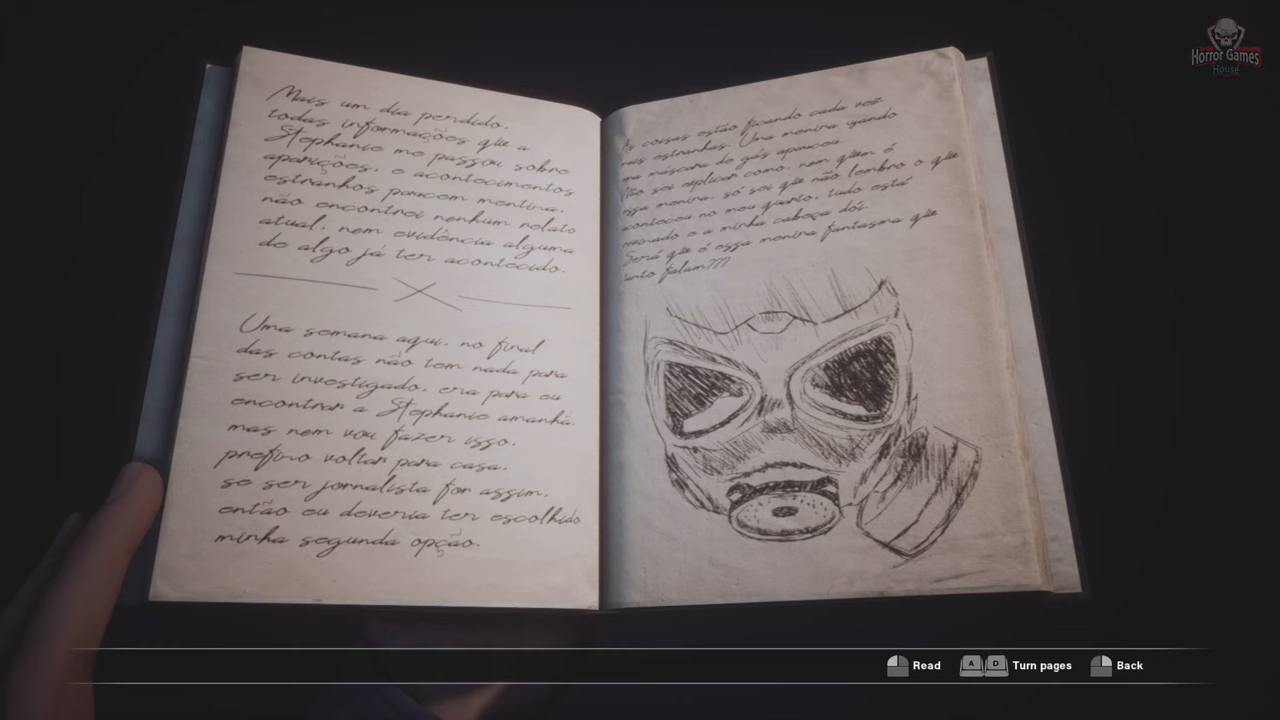 Mais um dia perdido,
todas informações que a
Stephanie me passou sobre
aparições, e acontecimentos
estranhos parecem mentira,
não encontrei nenhum relato
atual, nem evidência alguma
de algo já ter acontecido.
Uma semana aqui, no final
das contas não tem nada para
ser investigado, era para eu
encontrar a Stephanie amanhã,
mas nem vou fazer isso,
prefiro voltar para casa,
se ser jornalista for assim,
então eu deveria ter escolhido
minha segunda opção.
As coisas estão ficando cada vez
mais estranhas. Uma menina usando
uma máscara de gás apareceu.
Não sei explicar como, nem quem é
essa menina, só sei que não lembro o que
aconteceu no meu quarto, tudo está
revirado e a minha cabeça dói.
Será que é essa menina fantasma que
tanto falam???
Horror Games
House
Read
A D Turn pages
Back